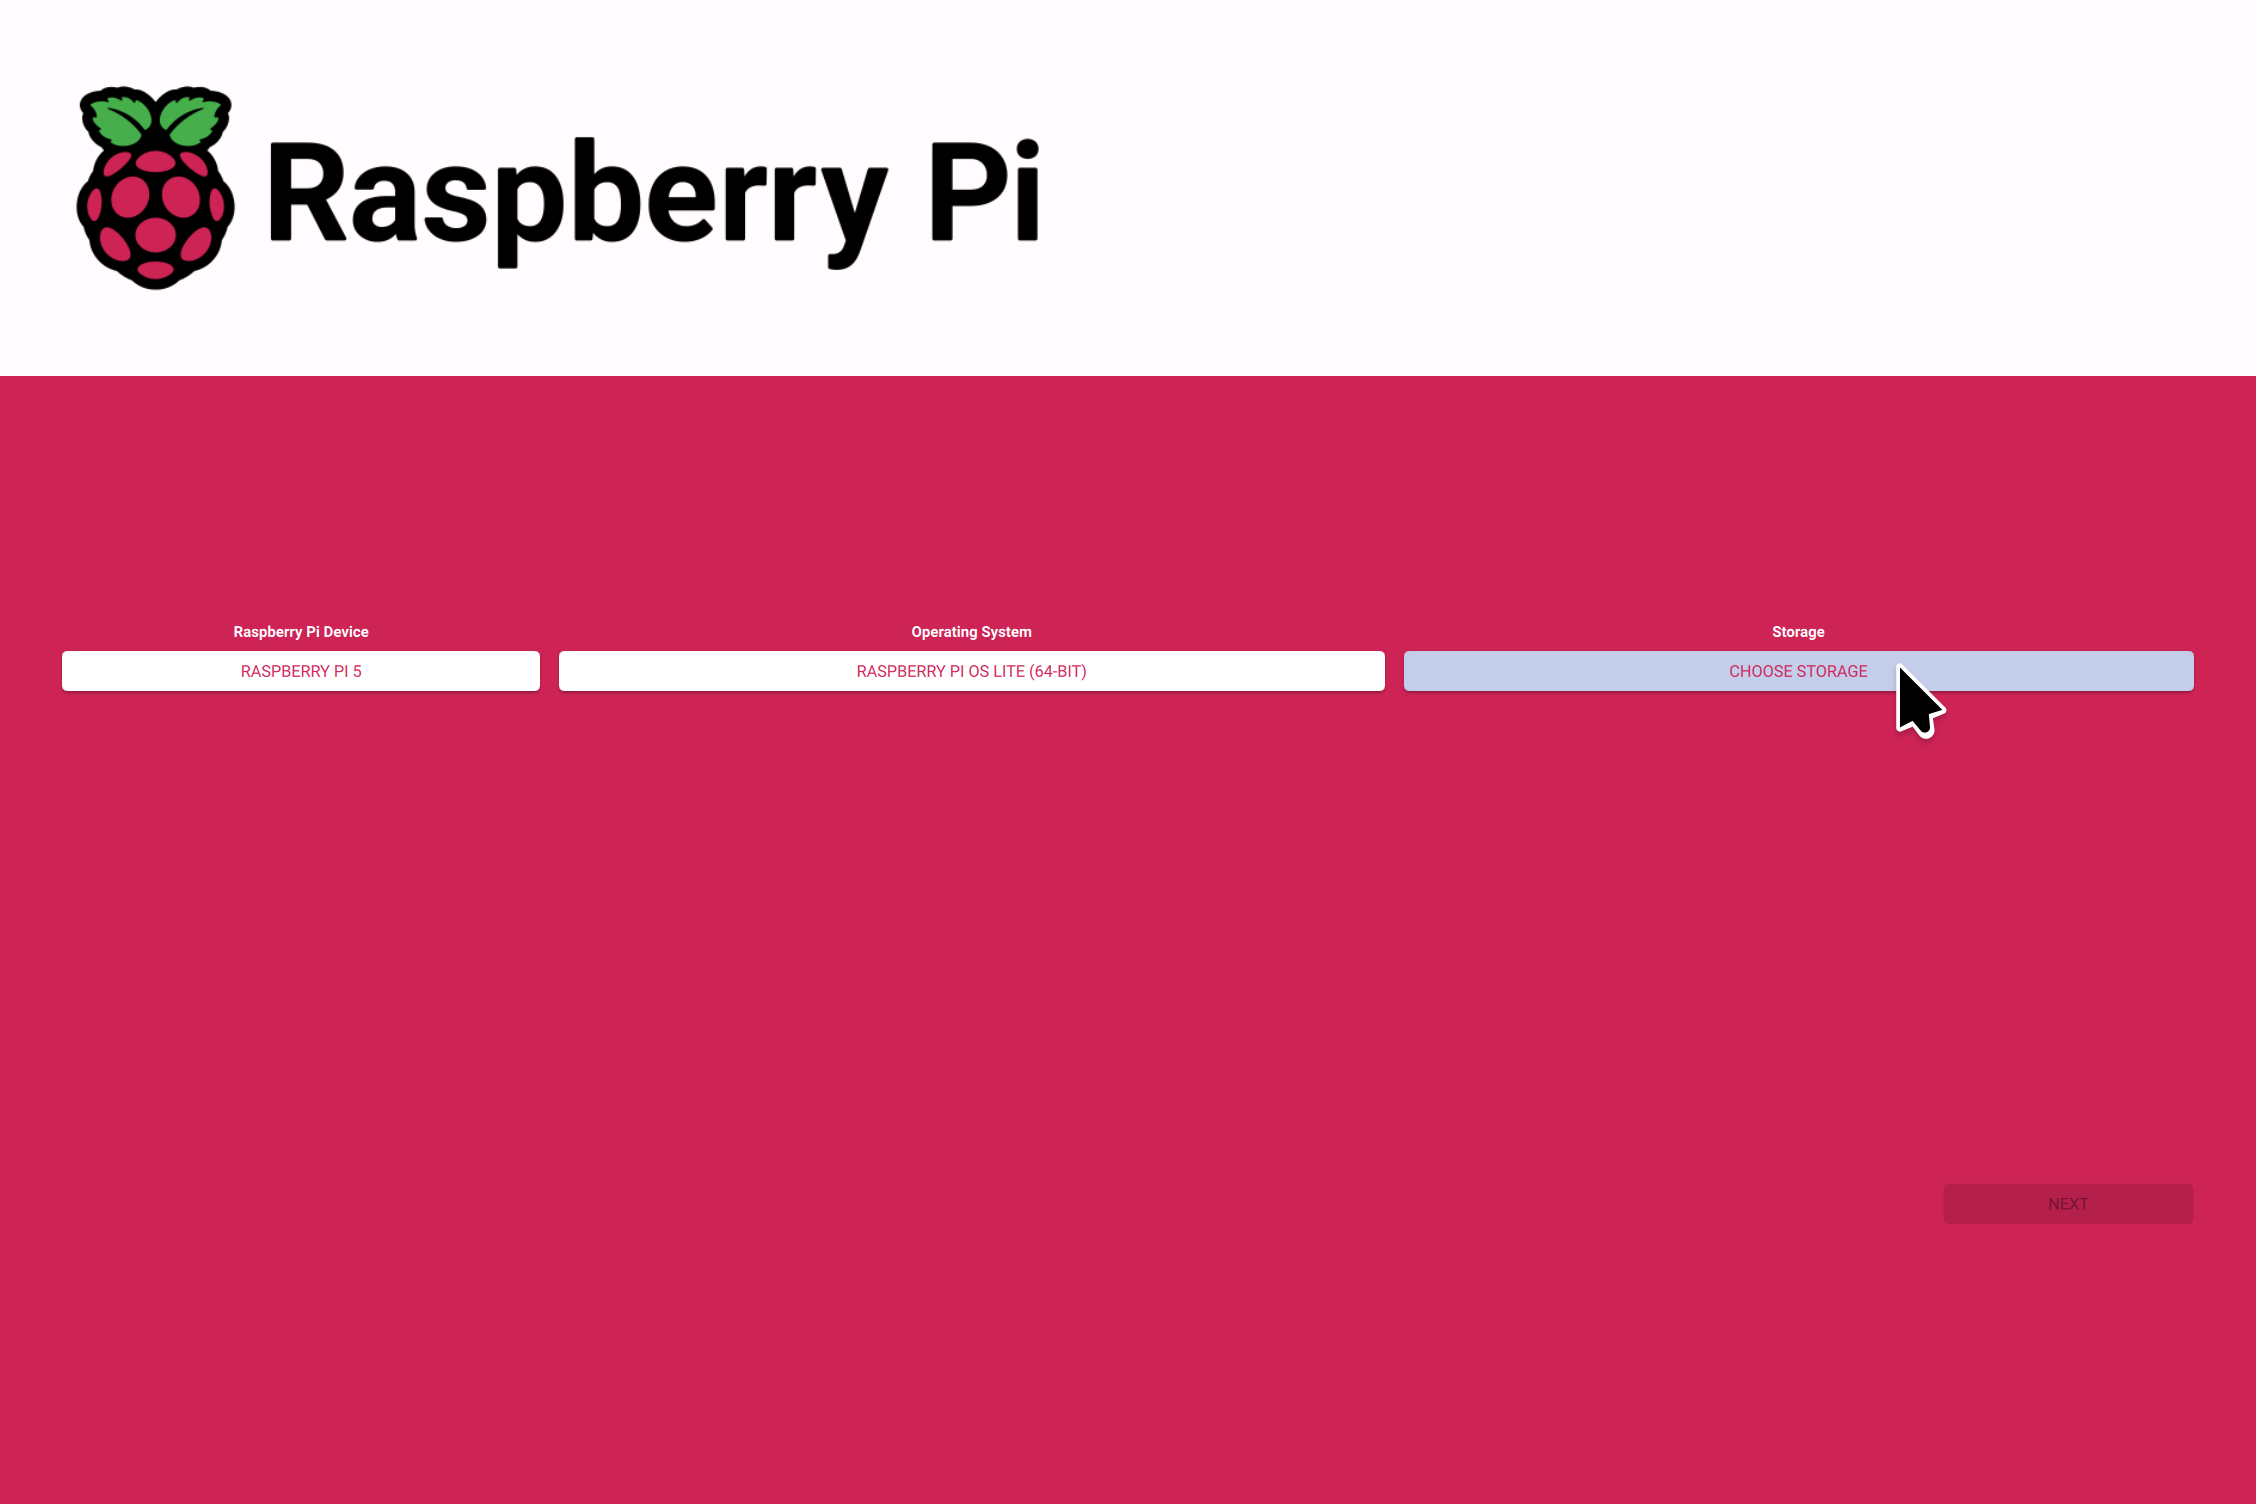 Raspberry Pi
Raspberry Pi Device
Operating System
Storage
RASPBERRY PI 5
RASPBERRY PI OS LITE (64-BIT)
CHOOSE STORAGE
NEXT